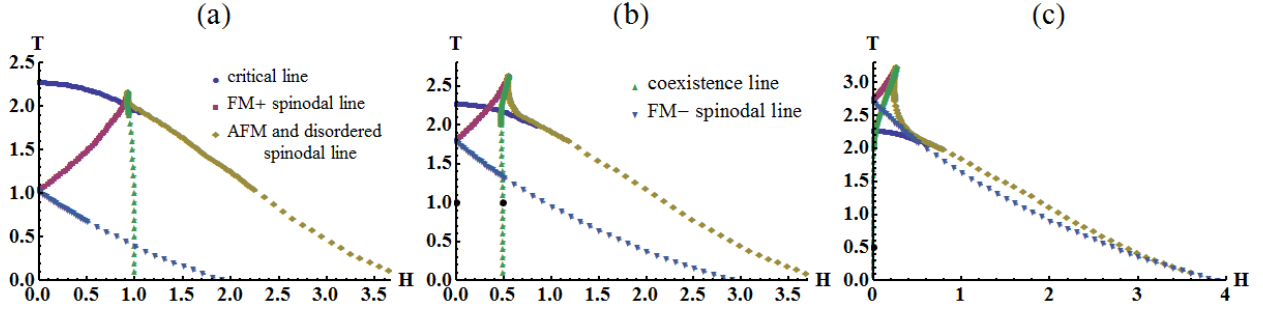 (a)
T
2.5
2.0
1.5
1.0
0.5
0.0
0.0 0.5 1.0 1.5 2.0 2.5 3.0 3.5
H
critical line
FM+ spinodal line
AFM and disordered
spinodal line
(b)
T
2.5
2.0
1.5
1.0
0.5
0.0
0.0 0.5 1.0 1.5 2.0 2.5 3.0 3.5
H
coexistence line
FM− spinodal line
(c)
T
3.0
2.5
2.0
1.5
1.0
0.5
0.0
0 1 2 3 4
H